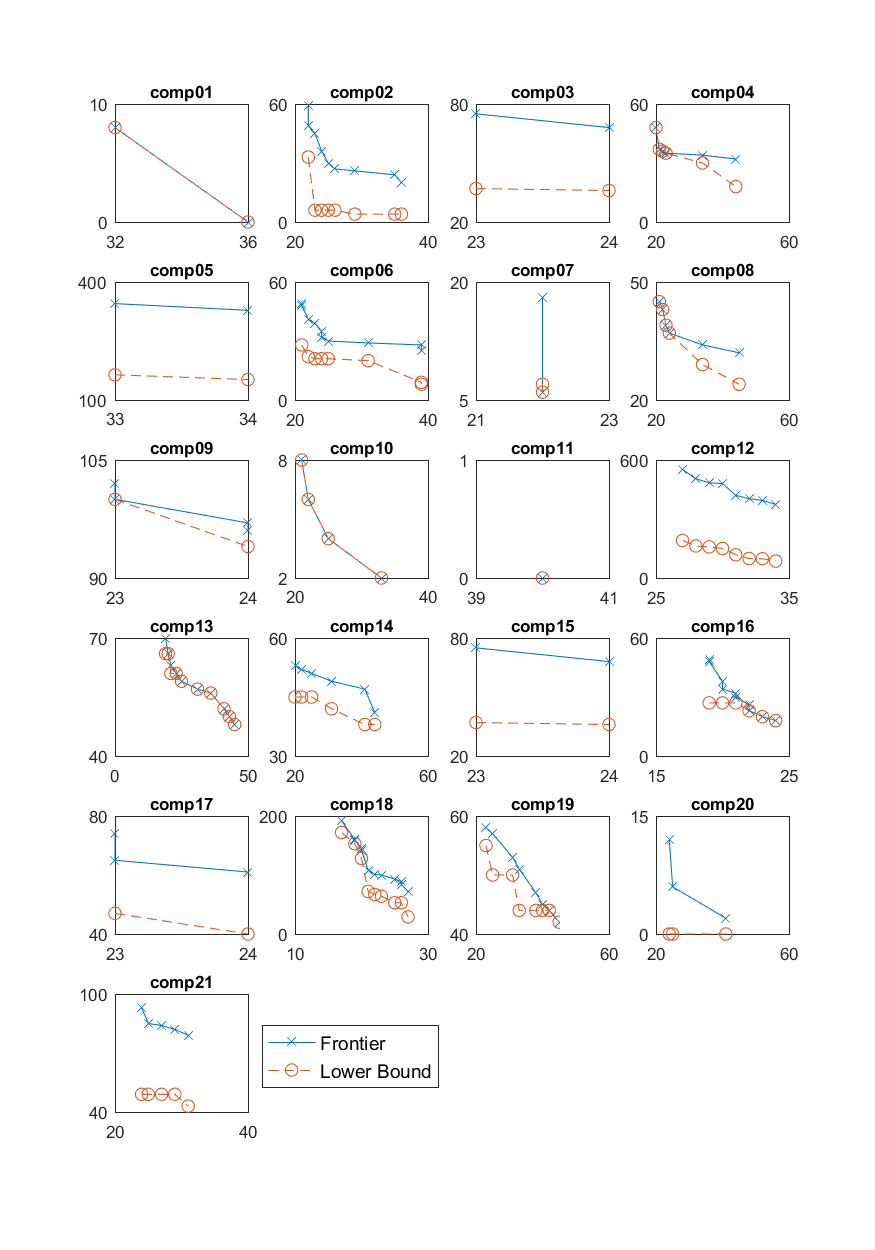 comp01 comp02 comp03 comp04
10 60 80 60
0 0 20 0
32 36 20 40 23 24 20 60
comp05 comp06 comp07 comp08
400 60 20 50
100 0 5 20
33 34 20 40 21 23 20 60
comp09 comp10 comp11 comp12
105 8 1 600
90 2 0 0
23 24 20 40 39 41 25 35
comp13 comp14 comp15 comp16
70 60 80 60
40 30 20 0
0 50 20 60 23 24 15 25
comp17 comp18 comp19 comp20
80 200 60 15
40 0 40 0
23 24 10 30 20 60 20 60
comp21
100
Frontier
Lower Bound
40
20 40